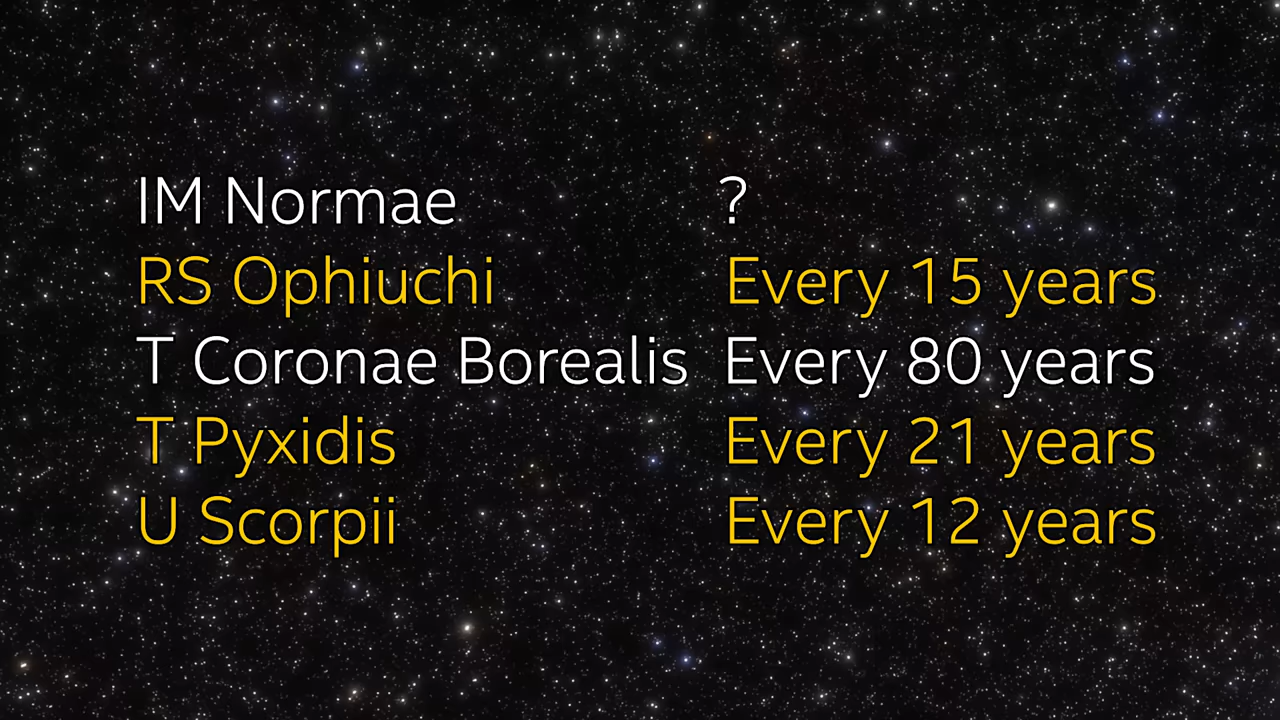 IM Normae ?
RS Ophiuchi Every 15 years
T Coronae Borealis Every 80 years
T Pyxidis Every 21 years
U Scorpii Every 12 years